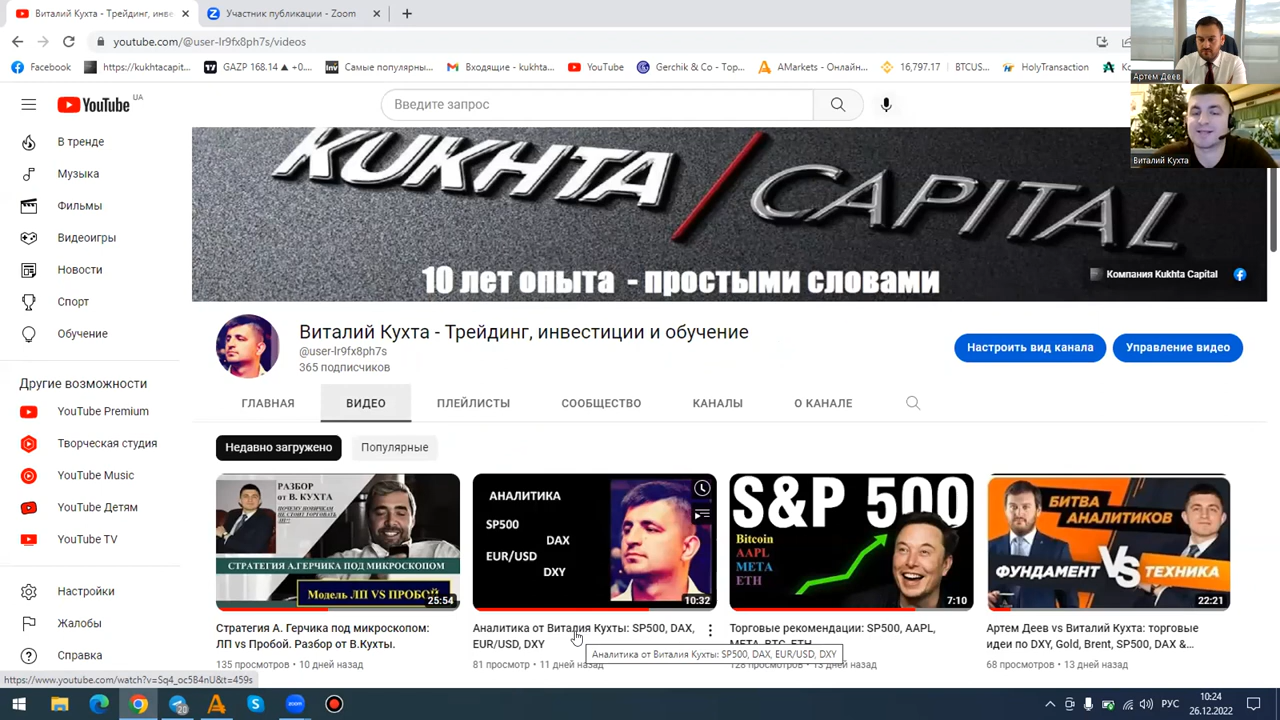 Виталий Кухта - Трейдинг, инве
Участник публикации - Zoom
youtube.com/@user-lr9fx8ph7s/videos
Facebook
https://kukhtacapit...
GAZP 168.14 ▲ +0....
Самые популярны...
Входящие - kukhta...
YouTube
Gerchik & Co - Тор...
AMarkets - Онлайн...
16,797.17 | BTCUS...
HolyTransaction
Артем Деев
Виталий Кухта
YouTube UA
Введите запрос
В тренде
Музыка
Фильмы
Видеоигры
Новости
Спорт
Обучение
Другие возможности
YouTube Premium
Творческая студия
YouTube Music
YouTube Детям
YouTube TV
Настройки
Жалобы
Справка
KUKHTA/CAPITAL
10 лет опыта - простыми словами
Компания Kukhta Capital
Виталий Кухта - Трейдинг, инвестиции и обучение
@user-lr9fx8ph7s
365 подписчиков
Настроить вид канала
Управление видео
ГЛАВНАЯ
ВИДЕО
ПЛЕЙЛИСТЫ
СООБЩЕСТВО
КАНАЛЫ
О КАНАЛЕ
Недавно загружено
Популярные
РАЗБОР
от В. КУХТА
СТРАТЕГИЯ А.ГЕРЧИКА ПОД МИКРОСКОПОМ
Модель ЛП VS ПРОБОЙ
25:54
Стратегия А. Герчика под микроскопом:
ЛП vs Пробой. Разбор от В.Кухты.
135 просмотров • 10 дней назад
АНАЛИТИКА
SP500
DAX
EUR/USD
DXY
10:32
Аналитика от Виталия Кухты: SP500, DAX,
EUR/USD, DXY
81 просмотр • 11 дней назад
Аналитика от Виталия Кухты: SP500, DAX, EUR/USD, DXY
S&P 500
Bitcoin
AAPL
META
ETH
7:10
Торговые рекомендации: SP500, AAPL,
META, BTC, ETH
128 просмотров • 13 дней назад
БИТВА
АНАЛИТИКОВ
ФУНДАМЕНТ VS ТЕХНИКА
22:21
Артем Деев vs Виталий Кухта: торговые
идеи по DXY, Gold, Brent, SP500, DAX &...
68 просмотров • 13 дней назад
https://www.youtube.com/watch?v=Sq4_oc5B4nU&t=459s
20
РУС
10:24
26.12.2022